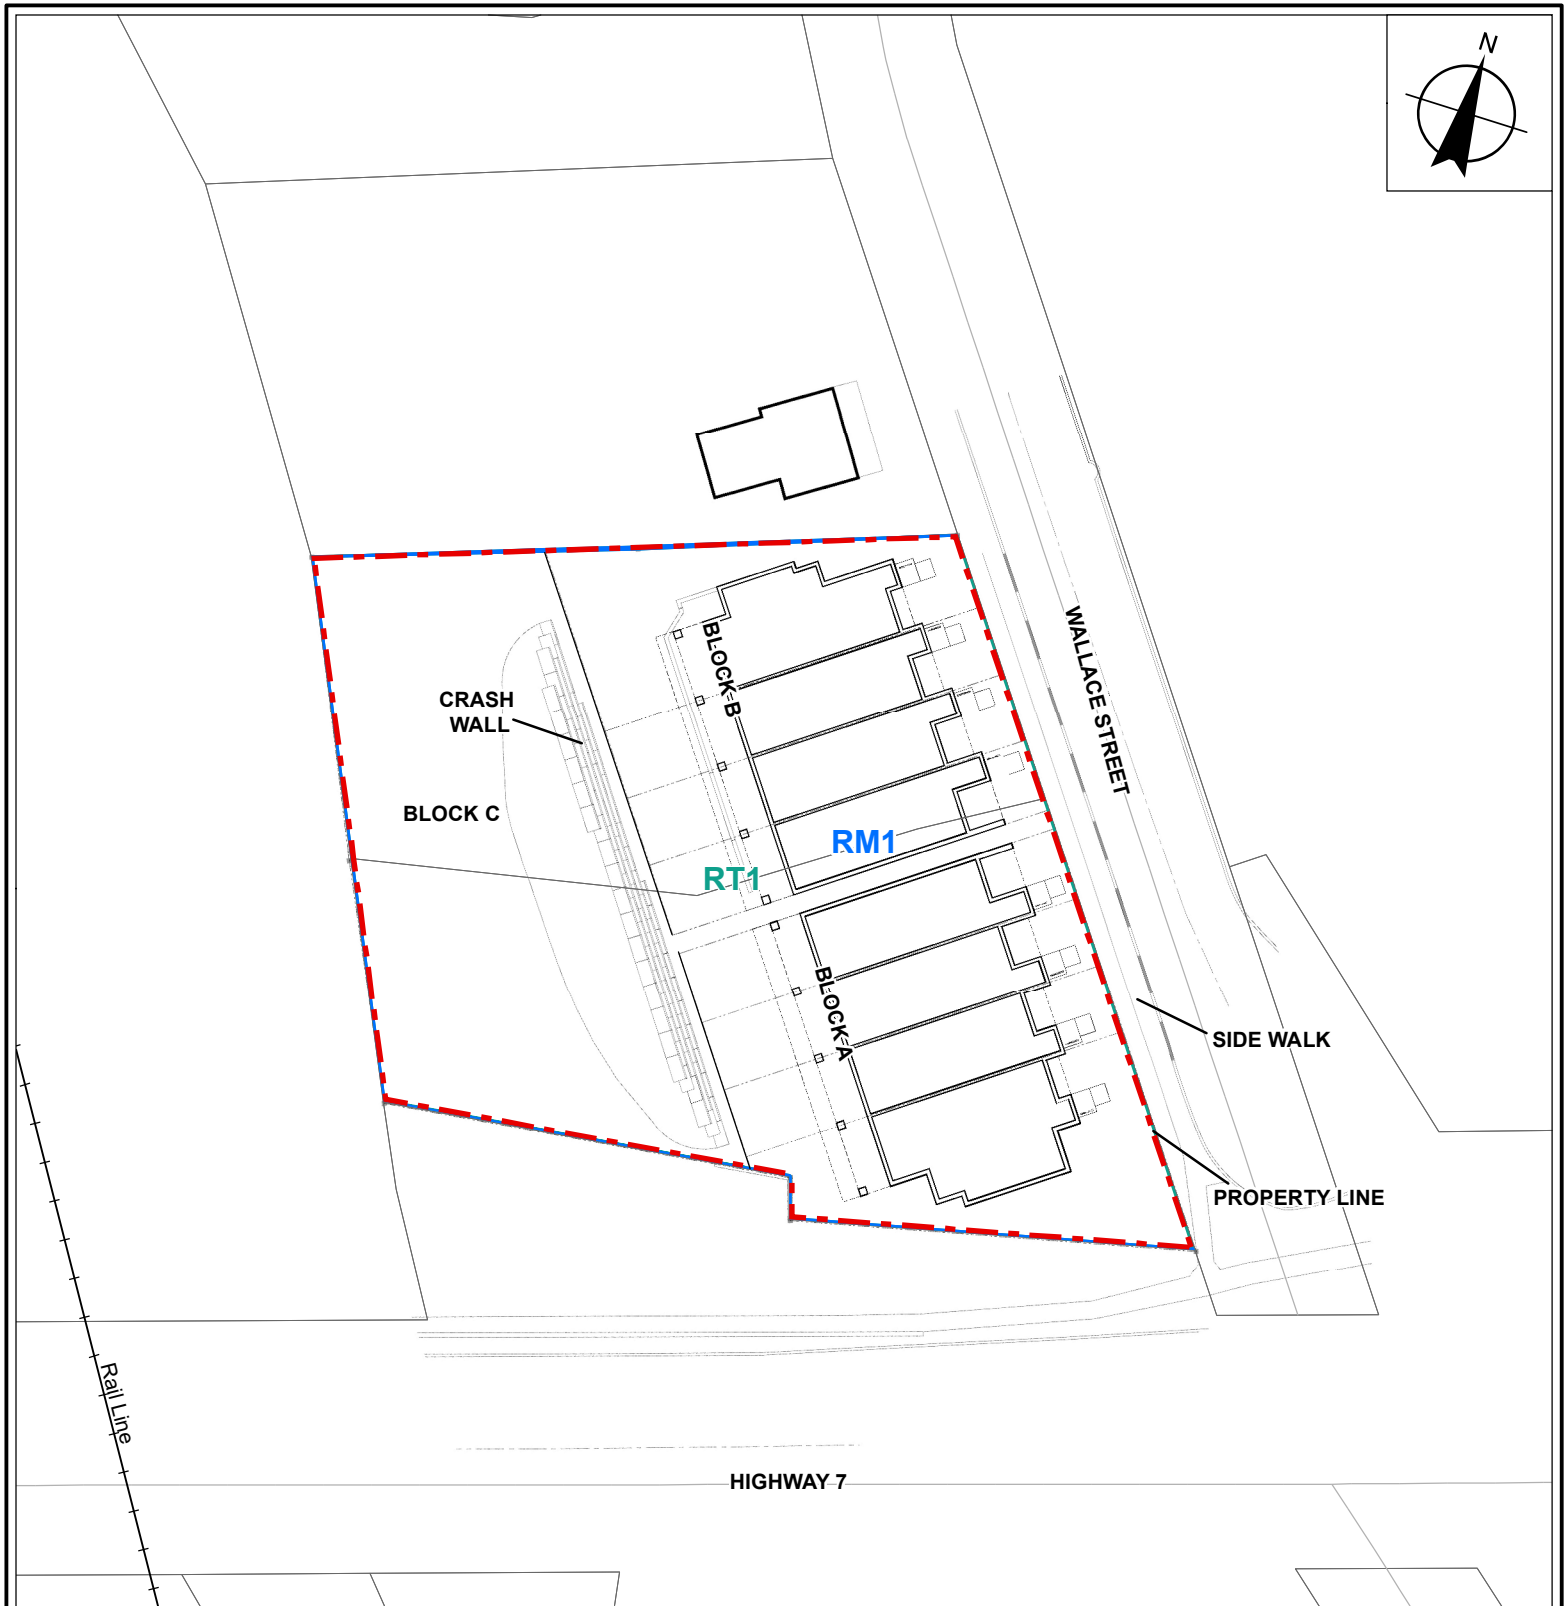 N
BLOCK B
WALLACE STREET
CRASH
WALL
BLOCK C
RM1
RT1
BLOCK A
SIDE WALK
PROPERTY LINE
Rail Line
HIGHWAY 7